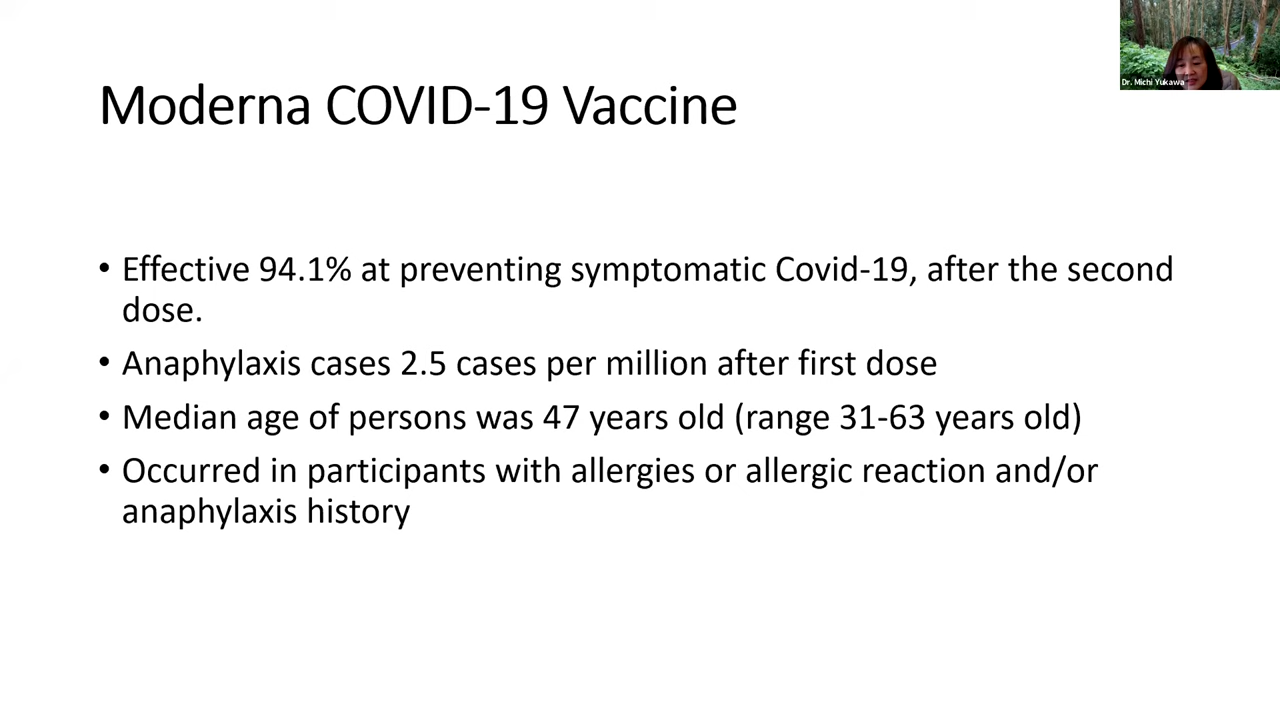 Dr. Michi Yukawa
Moderna COVID-19 Vaccine
• Effective 94.1% at preventing symptomatic Covid-19, after the second
dose.
• Anaphylaxis cases 2.5 cases per million after first dose
• Median age of persons was 47 years old (range 31-63 years old)
• Occurred in participants with allergies or allergic reaction and/or
anaphylaxis history